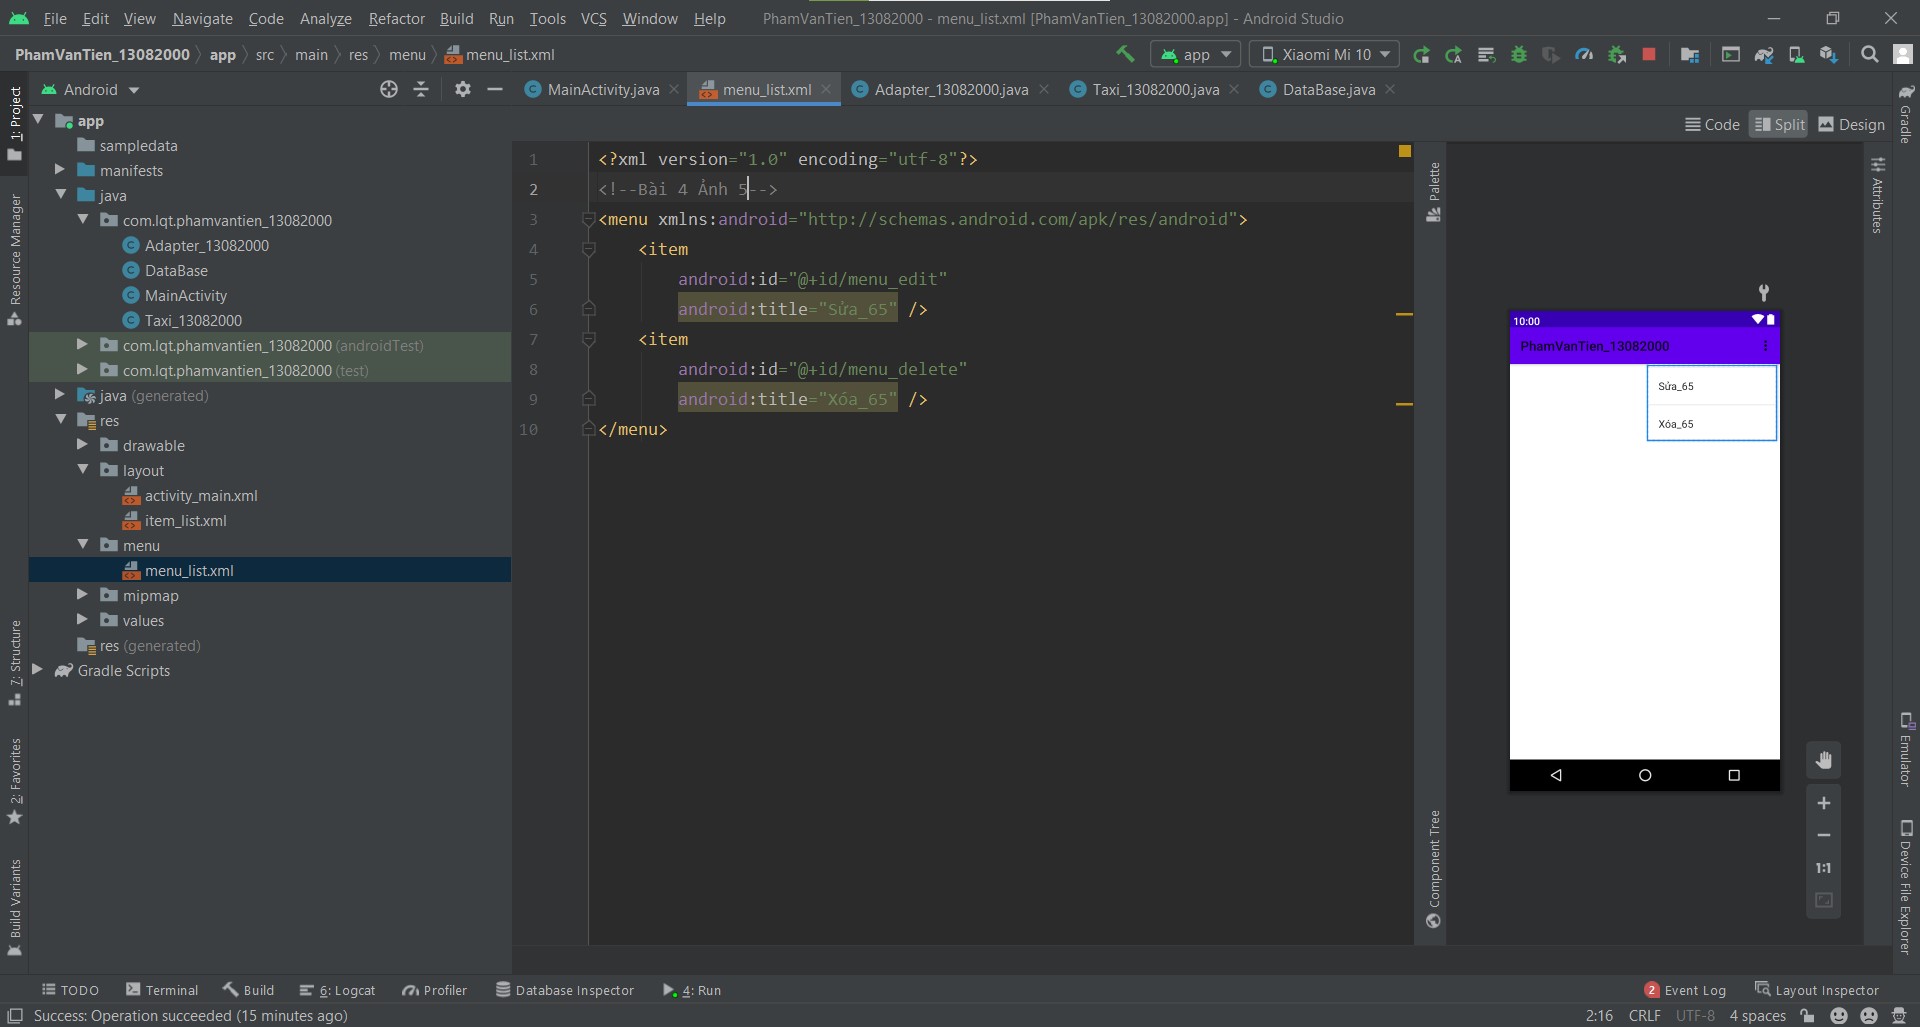 File Edit View Navigate Code Analyze Refactor Build Run Tools VCS Window Help PhamVanTien_13082000 - menu_list.xml [PhamVanTien_13082000.app] - Android Studio
PhamVanTien_13082000 app src main res menu menu_list.xml app Xiaomi Mi 10
Android MainActivity.java menu_list.xml Adapter_13082000.java Taxi_13082000.java DataBase.java
Code Split Design
1: Project
Resource Manager
7: Structure
2: Favorites
Build Variants
app
sampledata
manifests
java
com.lqt.phamvantien_13082000
Adapter_13082000
DataBase
MainActivity
Taxi_13082000
com.lqt.phamvantien_13082000 (androidTest)
com.lqt.phamvantien_13082000 (test)
java (generated)
res
drawable
layout
activity_main.xml
item_list.xml
menu
menu_list.xml
mipmap
values
res (generated)
Gradle Scripts
1 <?xml version="1.0" encoding="utf-8"?>
2 <!--Bài 4 Ảnh 5-->
3 <menu xmlns:android="http://schemas.android.com/apk/res/android">
4 <item
5 android:id="@+id/menu_edit"
6 android:title="Sửa_65" />
7 <item
8 android:id="@+id/menu_delete"
9 android:title="Xóa_65" />
10 </menu>
Palette
Component Tree
10:00
PhamVanTien_13082000
Sửa_65
Xóa_65
1:1
Attributes
Gradle
Emulator
Device File Explorer
TODO Terminal Build 6: Logcat Profiler Database Inspector 4: Run 2 Event Log Layout Inspector
Success: Operation succeeded (15 minutes ago) 2:16 CRLF UTF-8 4 spaces